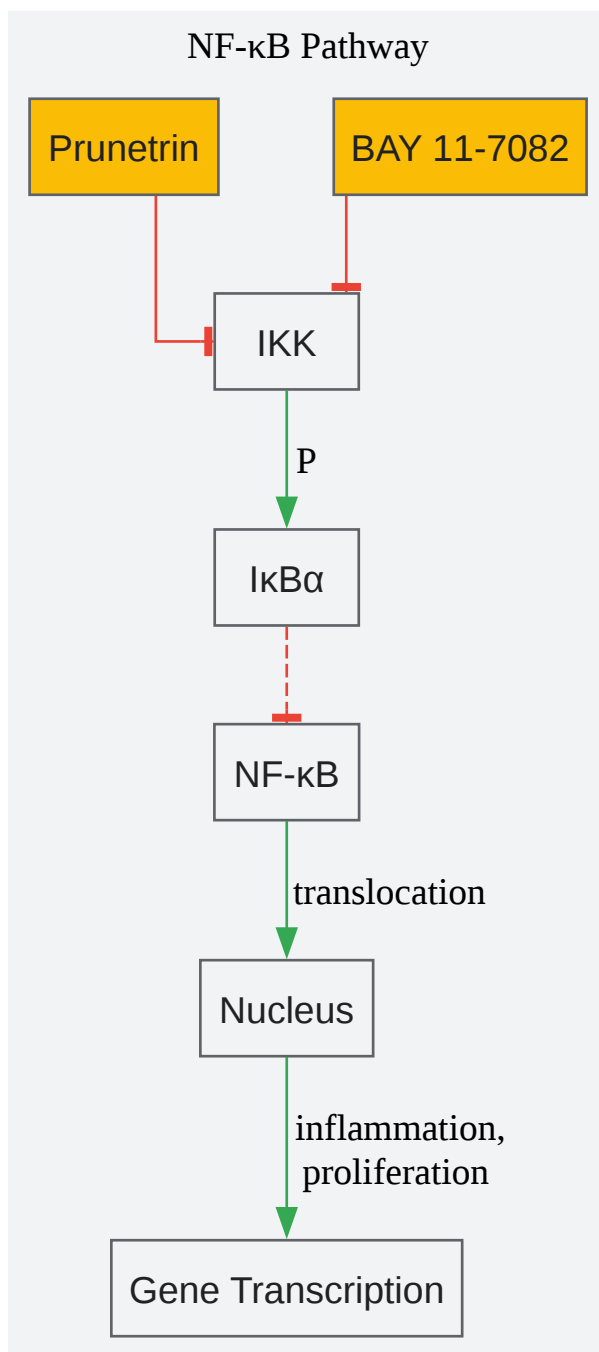 NF-κB Pathway
Prunetrin
BAY 11-7082
IKK
P
IκBα
NF-κB
translocation
Nucleus
inflammation,
proliferation
Gene Transcription